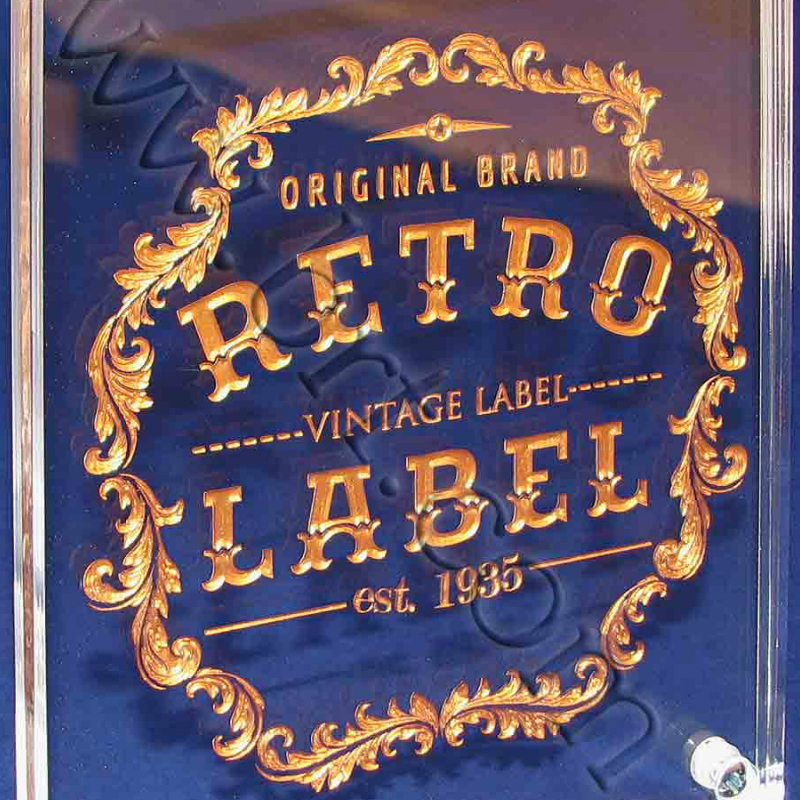 ORIGINAL BRAND
RETRO
VINTAGE LABEL
LABEL
est. 1935